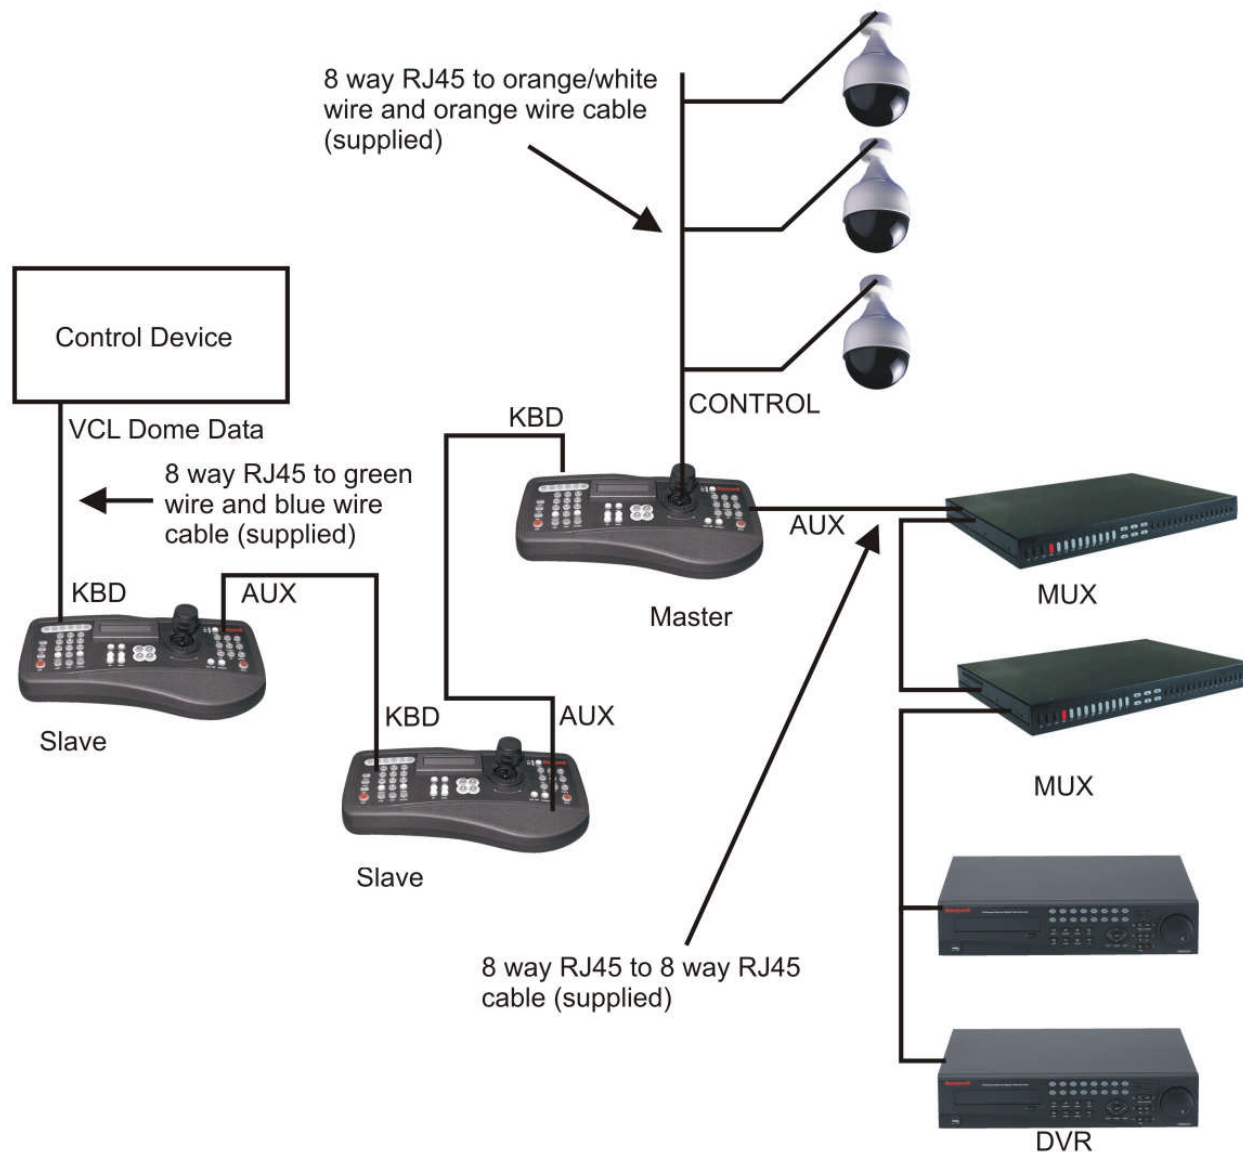 8 way RJ45 to orange/white
wire and orange wire cable
(supplied)
Control Device
VCL Dome Data
8 way RJ45 to green
wire and blue wire
cable (supplied)
KBD
AUX
Slave
KBD
AUX
Slave
KBD
CONTROL
Master
AUX
MUX
MUX
8 way RJ45 to 8 way RJ45
cable (supplied)
Honeywell
Honeywell
DVR